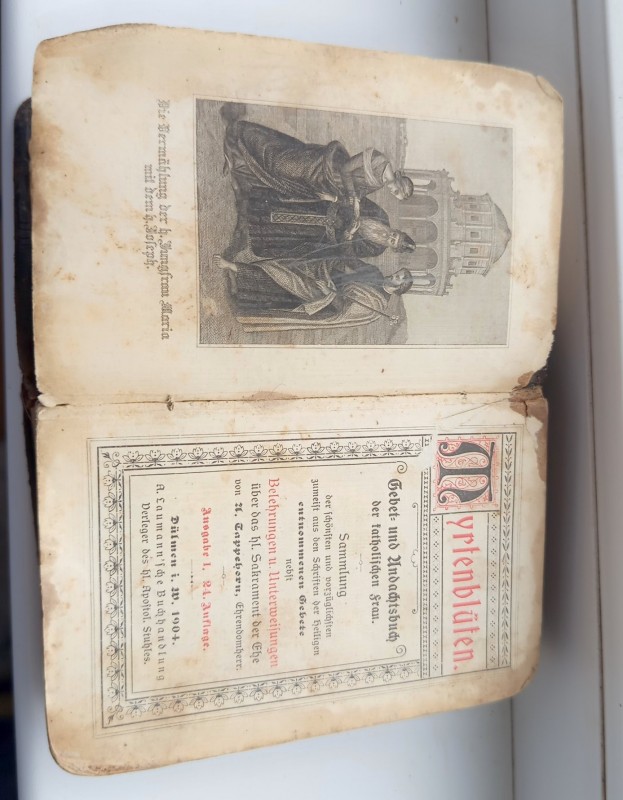 Die Vermählung der h. Jungfrau Maria
mit dem h. Joseph.
Myrtenblüten.
Gebet- und Andachtsbuch
der katholischen Frau.
Sammlung
der schönsten und vorzüglichsten
zumeist aus den Schriften der Heiligen
entnommenen Gebete
nebst
Belehrungen u. Unterweisungen
über das hl. Sakrament der Ehe
von A. Tappehorn, Ehrendomherr.
Ausgabe I. 24. Auflage.
Dülmen i. W. 1904.
A. Laumann'sche Buchhandlung
Verleger des hl. Apostol. Stuhles.